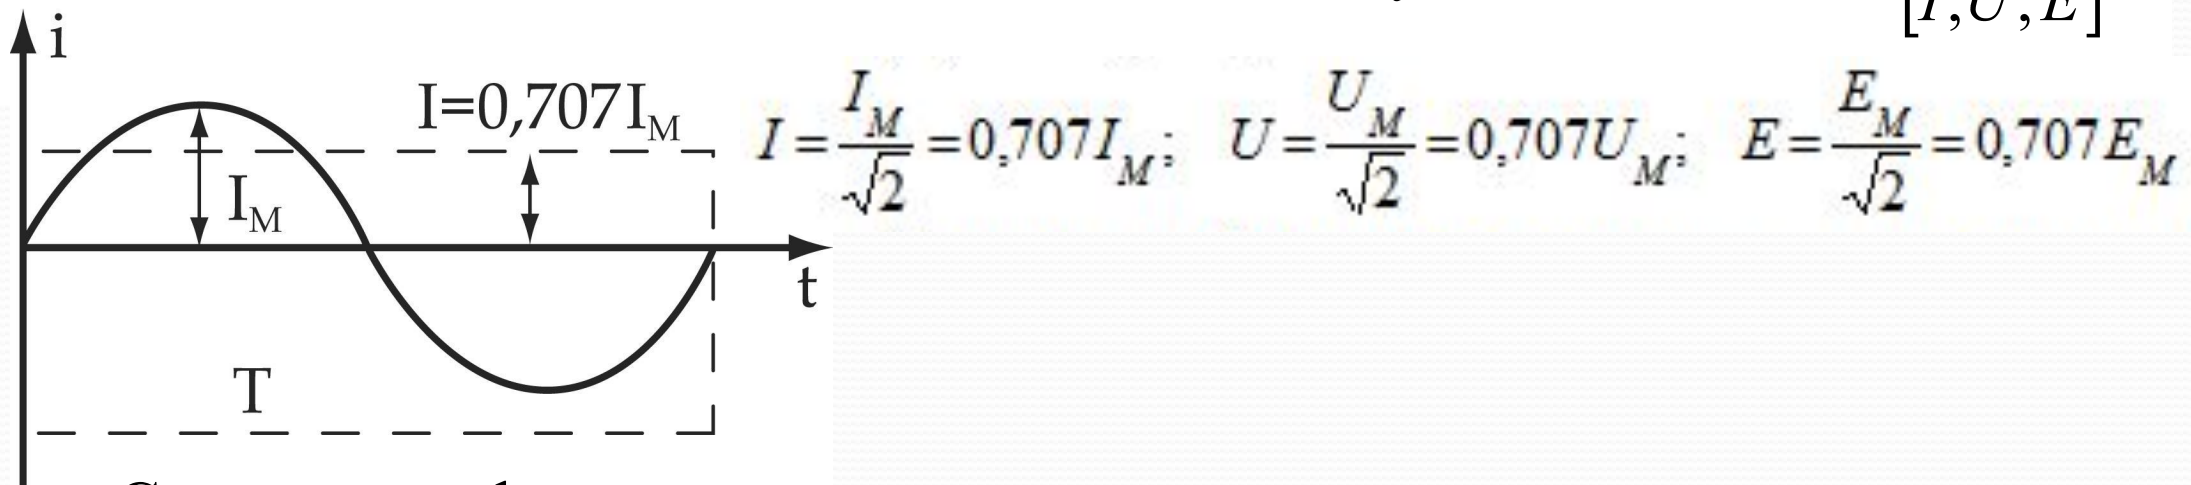 [I,U,E]
i
I=0,707I_M
I = I_M/√2 = 0,707I_M; U = U_M/√2 = 0,707U_M; E = E_M/√2 = 0,707E_M
I_M
t
T